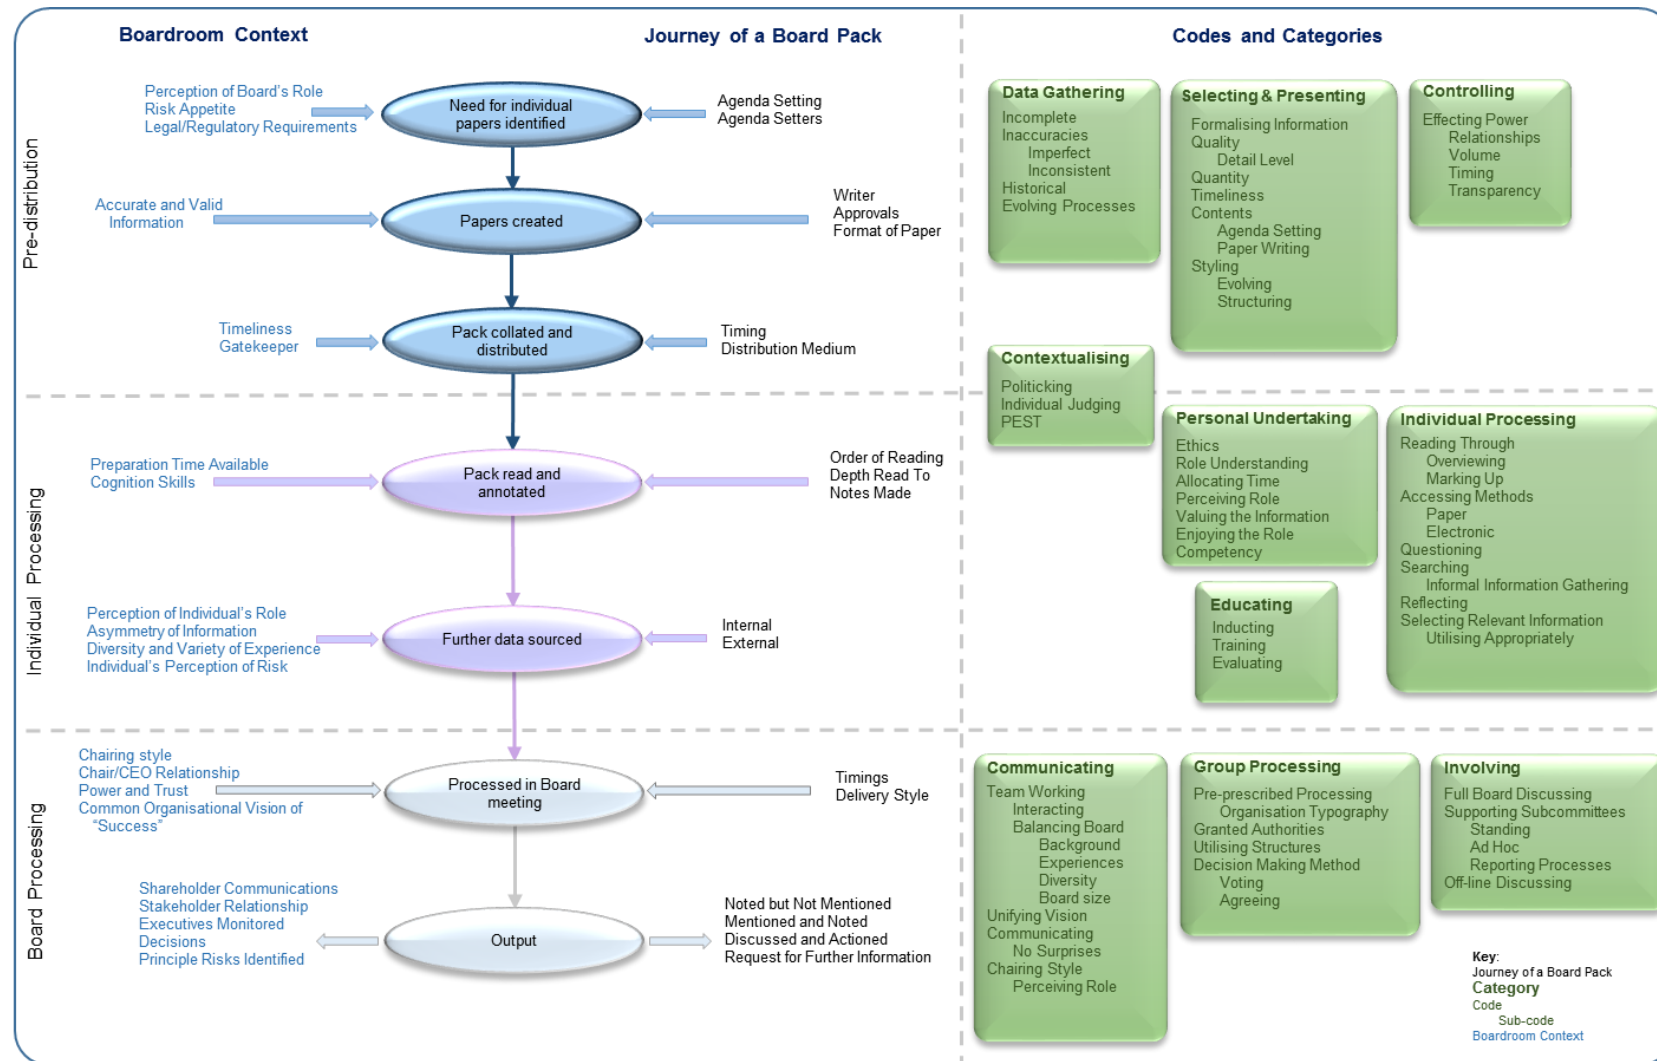 Boardroom Context
Journey of a Board Pack
Codes and Categories
Pre-distribution
Perception of Board's Role
Risk Appetite
Legal/Regulatory Requirements
Need for individual
papers identified
Agenda Setting
Agenda Setters
Accurate and Valid
Information
Papers created
Writer
Approvals
Format of Paper
Timeliness
Gatekeeper
Pack collated and
distributed
Timing
Distribution Medium
Data Gathering
Incomplete
Inaccuracies
Imperfect
Inconsistent
Historical
Evolving Processes
Selecting & Presenting
Formalising Information
Quality
Detail Level
Quantity
Timeliness
Contents
Agenda Setting
Paper Writing
Styling
Evolving
Structuring
Controlling
Effecting Power
Relationships
Volume
Timing
Transparency
Contextualising
Politicking
Individual Judging
PEST
Individual Processing
Preparation Time Available
Cognition Skills
Pack read and
annotated
Order of Reading
Depth Read To
Notes Made
Perception of Individual's Role
Asymmetry of Information
Diversity and Variety of Experience
Individual's Perception of Risk
Further data sourced
Internal
External
Personal Undertaking
Ethics
Role Understanding
Allocating Time
Perceiving Role
Valuing the Information
Enjoying the Role
Competency
Individual Processing
Reading Through
Overviewing
Marking Up
Accessing Methods
Paper
Electronic
Questioning
Searching
Informal Information Gathering
Reflecting
Selecting Relevant Information
Utilising Appropriately
Educating
Inducting
Training
Evaluating
Board Processing
Chairing style
Chair/CEO Relationship
Power and Trust
Common Organisational Vision of
"Success"
Processed in Board
meeting
Timings
Delivery Style
Shareholder Communications
Stakeholder Relationship
Executives Monitored
Decisions
Principle Risks Identified
Output
Noted but Not Mentioned
Mentioned and Noted
Discussed and Actioned
Request for Further Information
Communicating
Team Working
Interacting
Balancing Board
Background
Experiences
Diversity
Board size
Unifying Vision
Communicating
No Surprises
Chairing Style
Perceiving Role
Group Processing
Pre-prescribed Processing
Organisation Typography
Granted Authorities
Utilising Structures
Decision Making Method
Voting
Agreeing
Involving
Full Board Discussing
Supporting Subcommittees
Standing
Ad Hoc
Reporting Processes
Off-line Discussing
Key:
Journey of a Board Pack
Category
Code
Sub-code
Boardroom Context